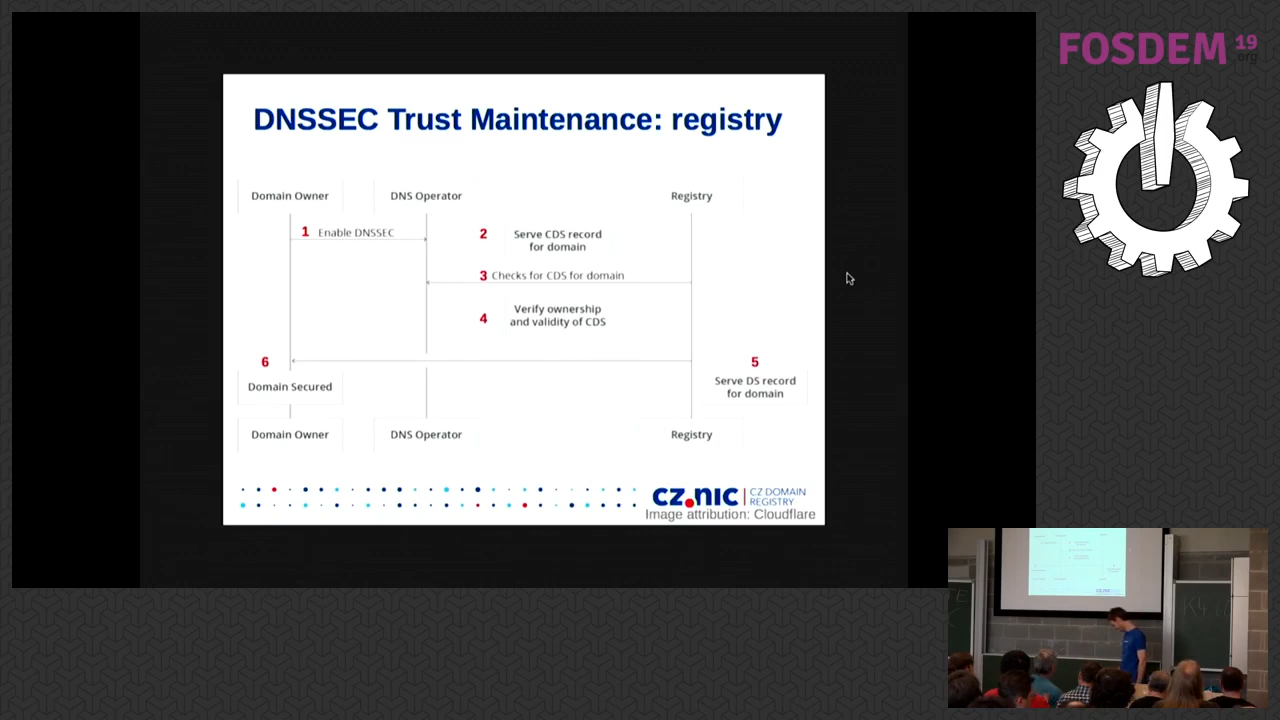 FOSDEM 19
.org
DNSSEC Trust Maintenance: registry
Domain Owner
DNS Operator
Registry
1 Enable DNSSEC
2 Serve CDS record
for domain
3 Checks for CDS for domain
4 Verify ownership
and validity of CDS
6
Domain Secured
5
Serve DS record
for domain
Domain Owner
DNS Operator
Registry
CZ.NIC | CZ DOMAIN
REGISTRY
Image attribution: Cloudflare